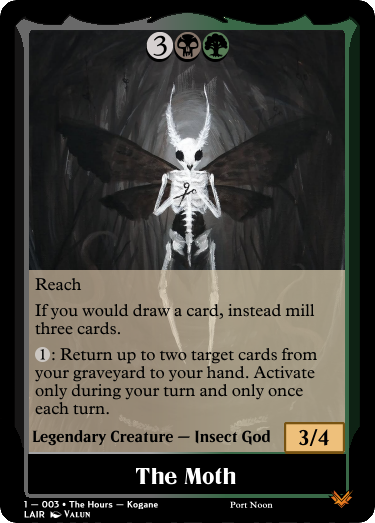 3
Reach
If you would draw a card, instead mill
three cards.
1: Return up to two target cards from
your graveyard to your hand. Activate
only during your turn and only once
each turn.
Legendary Creature — Insect God
3/4
The Moth
1 — 003 • The Hours — Kogane
Port Noon
LAIR Valun